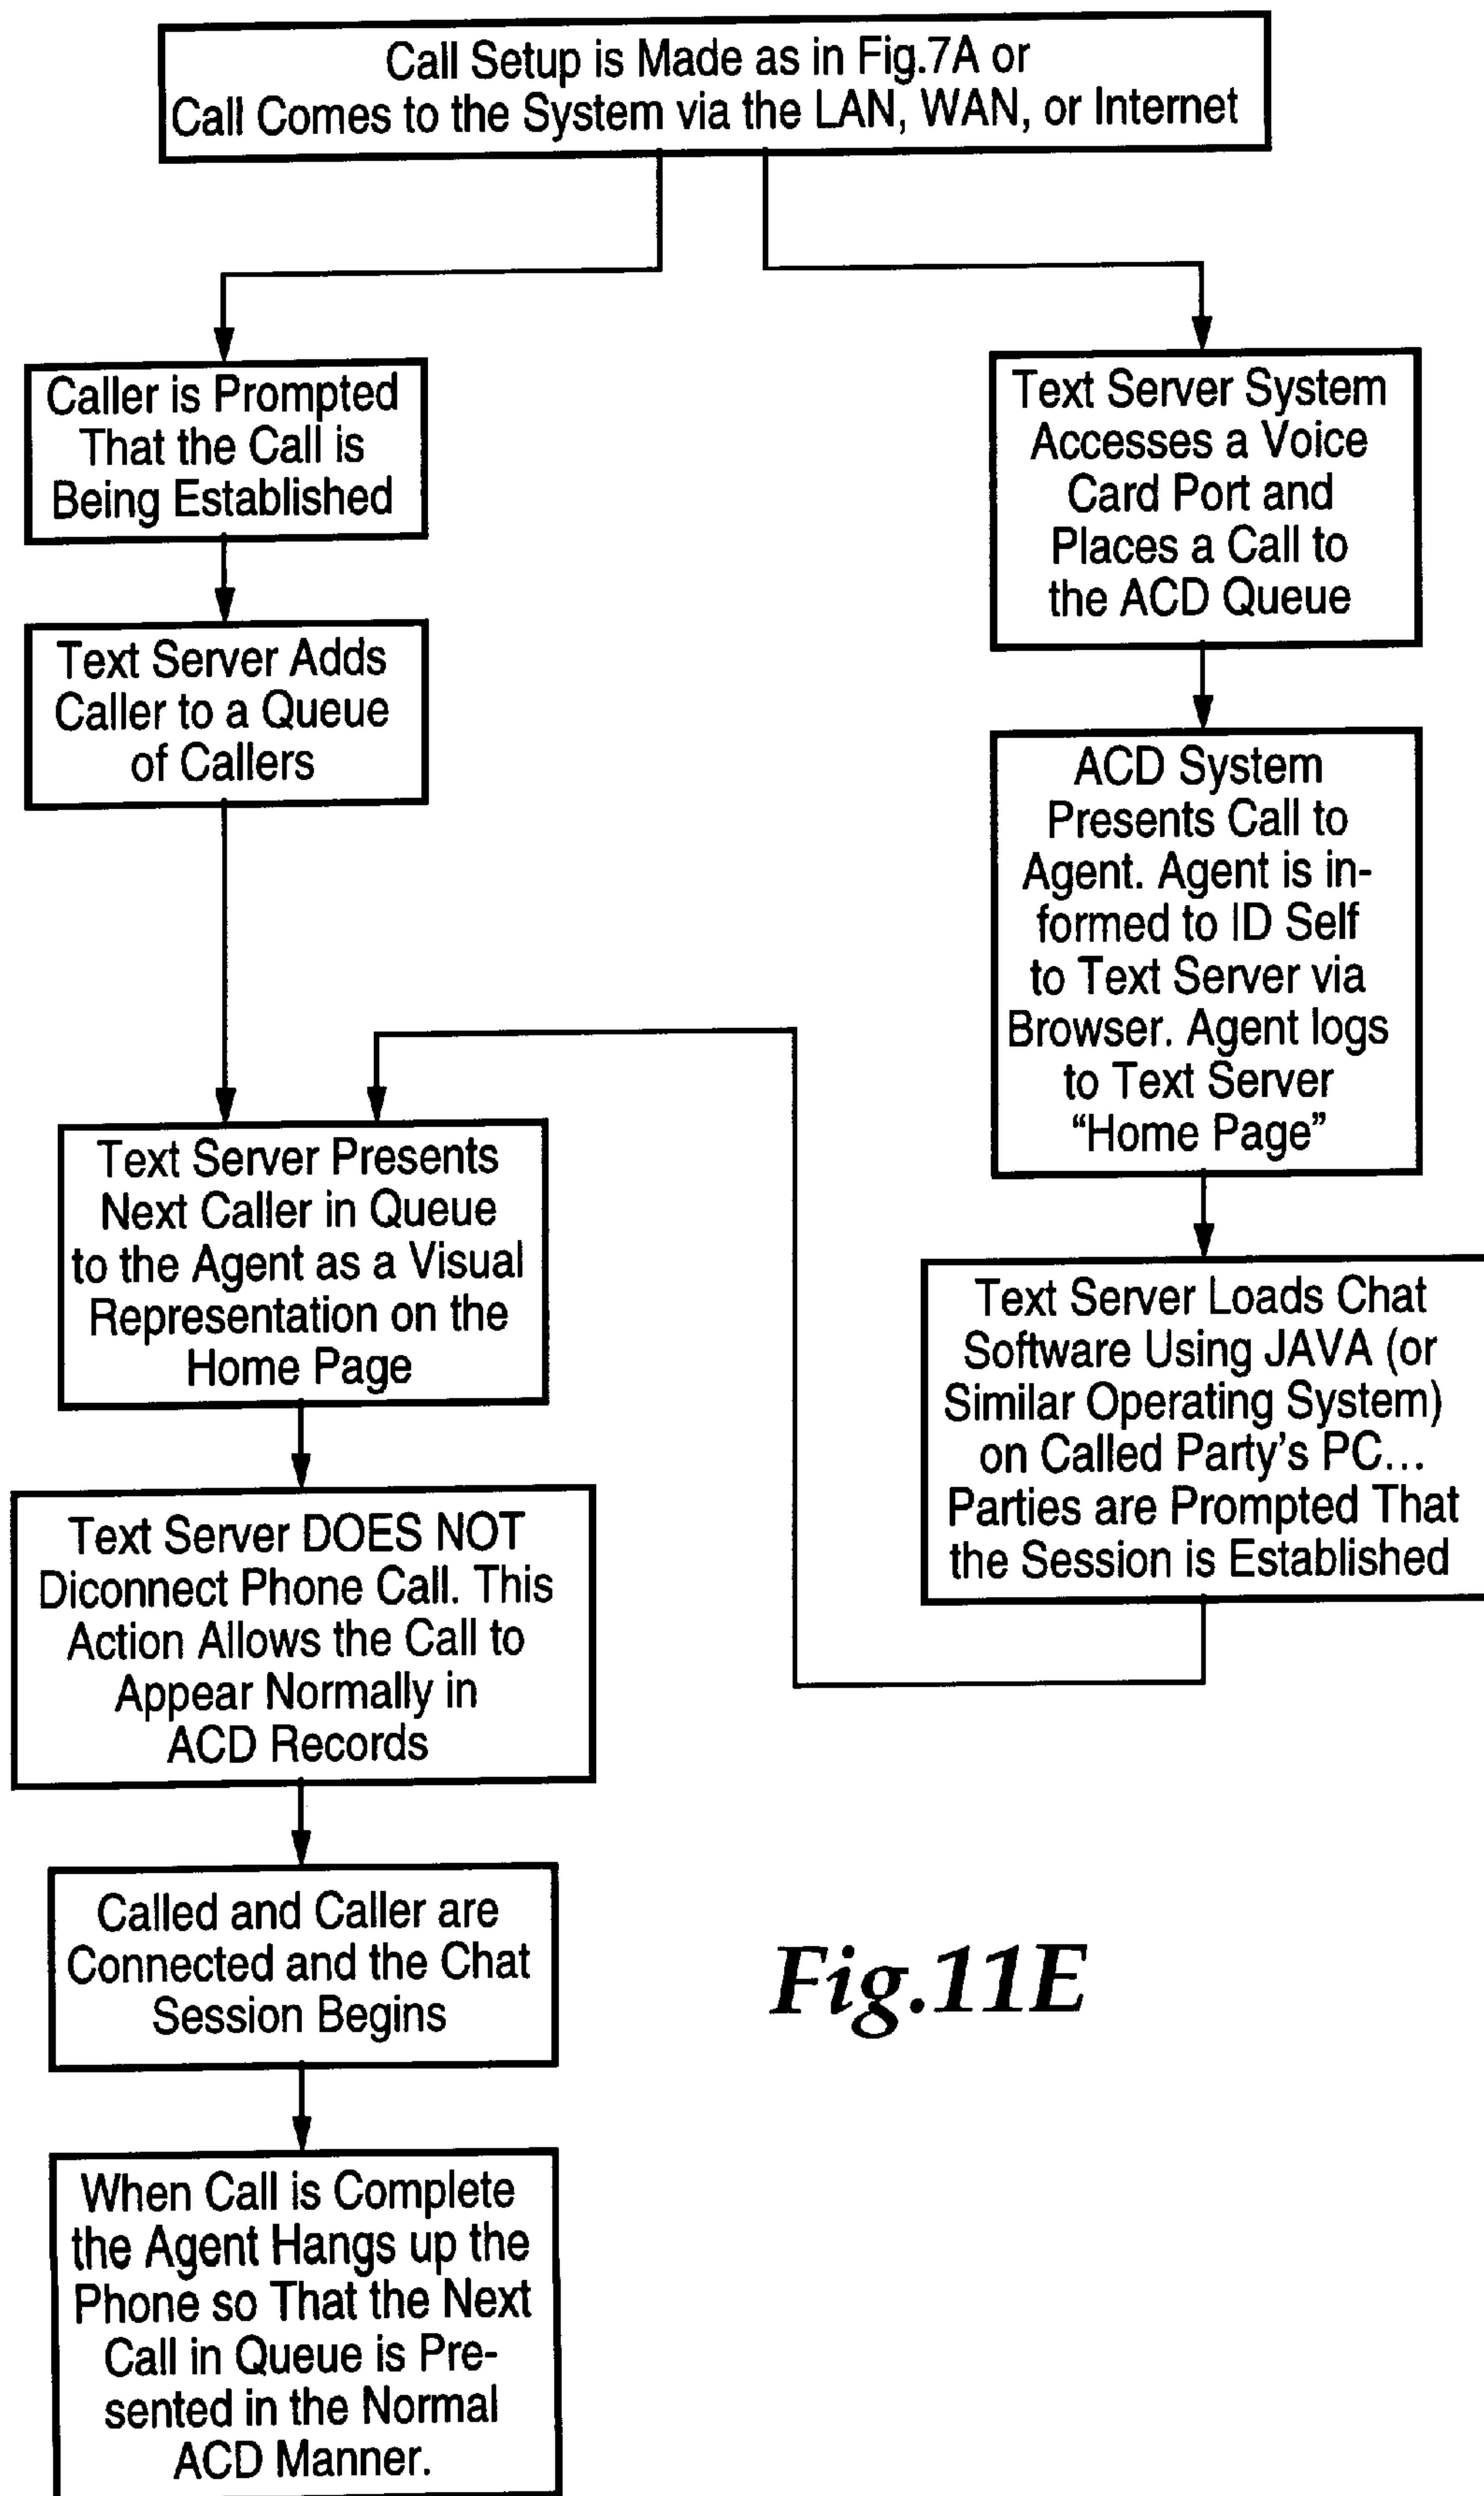 Call Setup is Made as in Fig.7A or
Call Comes to the System via the LAN, WAN, or Internet
Caller is Prompted
That the Call is
Being Established
Text Server Adds
Caller to a Queue
of Callers
Text Server System
Accesses a Voice
Card Port and
Places a Call to
the ACD Queue
ACD System
Presents Call to
Agent. Agent is in-
formed to ID Self
to Text Server via
Browser. Agent logs
to Text Server
“Home Page”
Text Server Loads Chat
Software Using JAVA (or
Similar Operating System)
on Called Party's PC...
Parties are Prompted That
the Session is Established
Text Server Presents
Next Caller in Queue
to the Agent as a Visual
Representation on the
Home Page
Text Server DOES NOT
Diconnect Phone Call. This
Action Allows the Call to
Appear Normally in
ACD Records
Called and Caller are
Connected and the Chat
Session Begins
When Call is Complete
the Agent Hangs up the
Phone so That the Next
Call in Queue is Pre-
sented in the Normal
ACD Manner.
Fig.11E